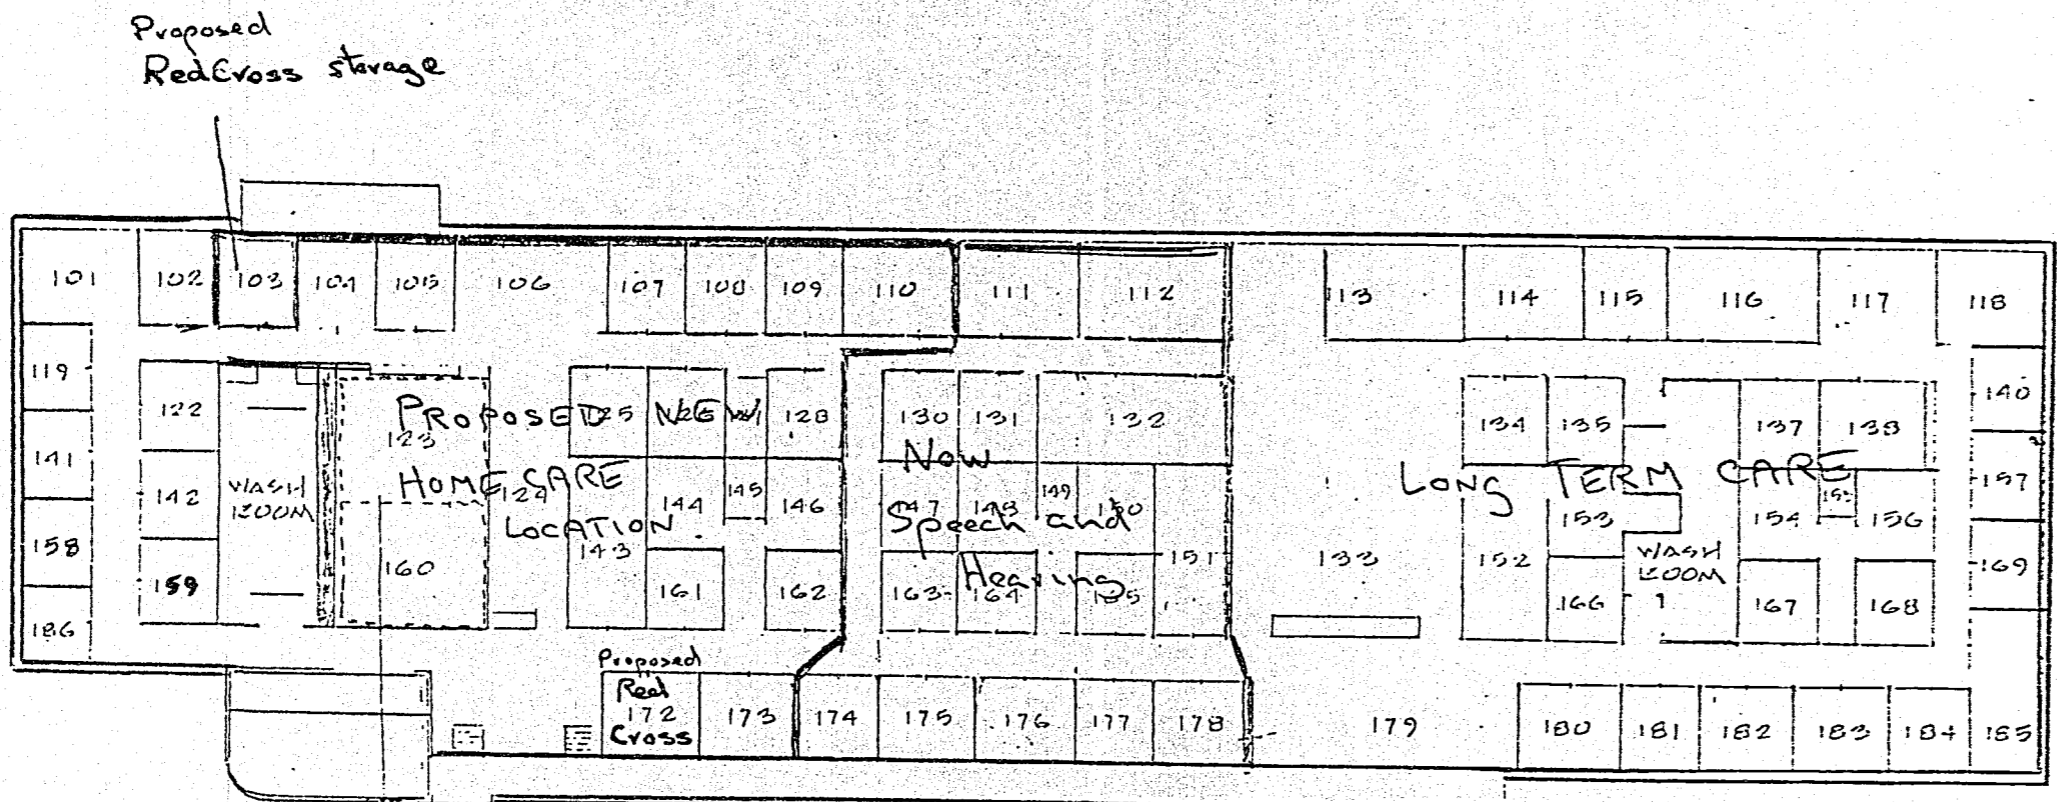 Proposed
RedCross storage
101 102 103 104 105 106 107 108 109 110 111 112 113 114 115 116 117 118
119 122 123 PROPOSED 125 NEW 128 130 131 132 134 135 137 138 140
141 142 WASH ROOM HOME CARE 124 144 145 146 Now 147 148 149 150 LONG TERM CARE 153 154 156 157
LOCATION Speech and
158 159 160 143 161 162 163 164 Hearing 151 133 152 166 WASH ROOM 167 168 169
186
Proposed
Red
172 173 174 175 176 177 178 179 180 181 182 183 184 185
Cross